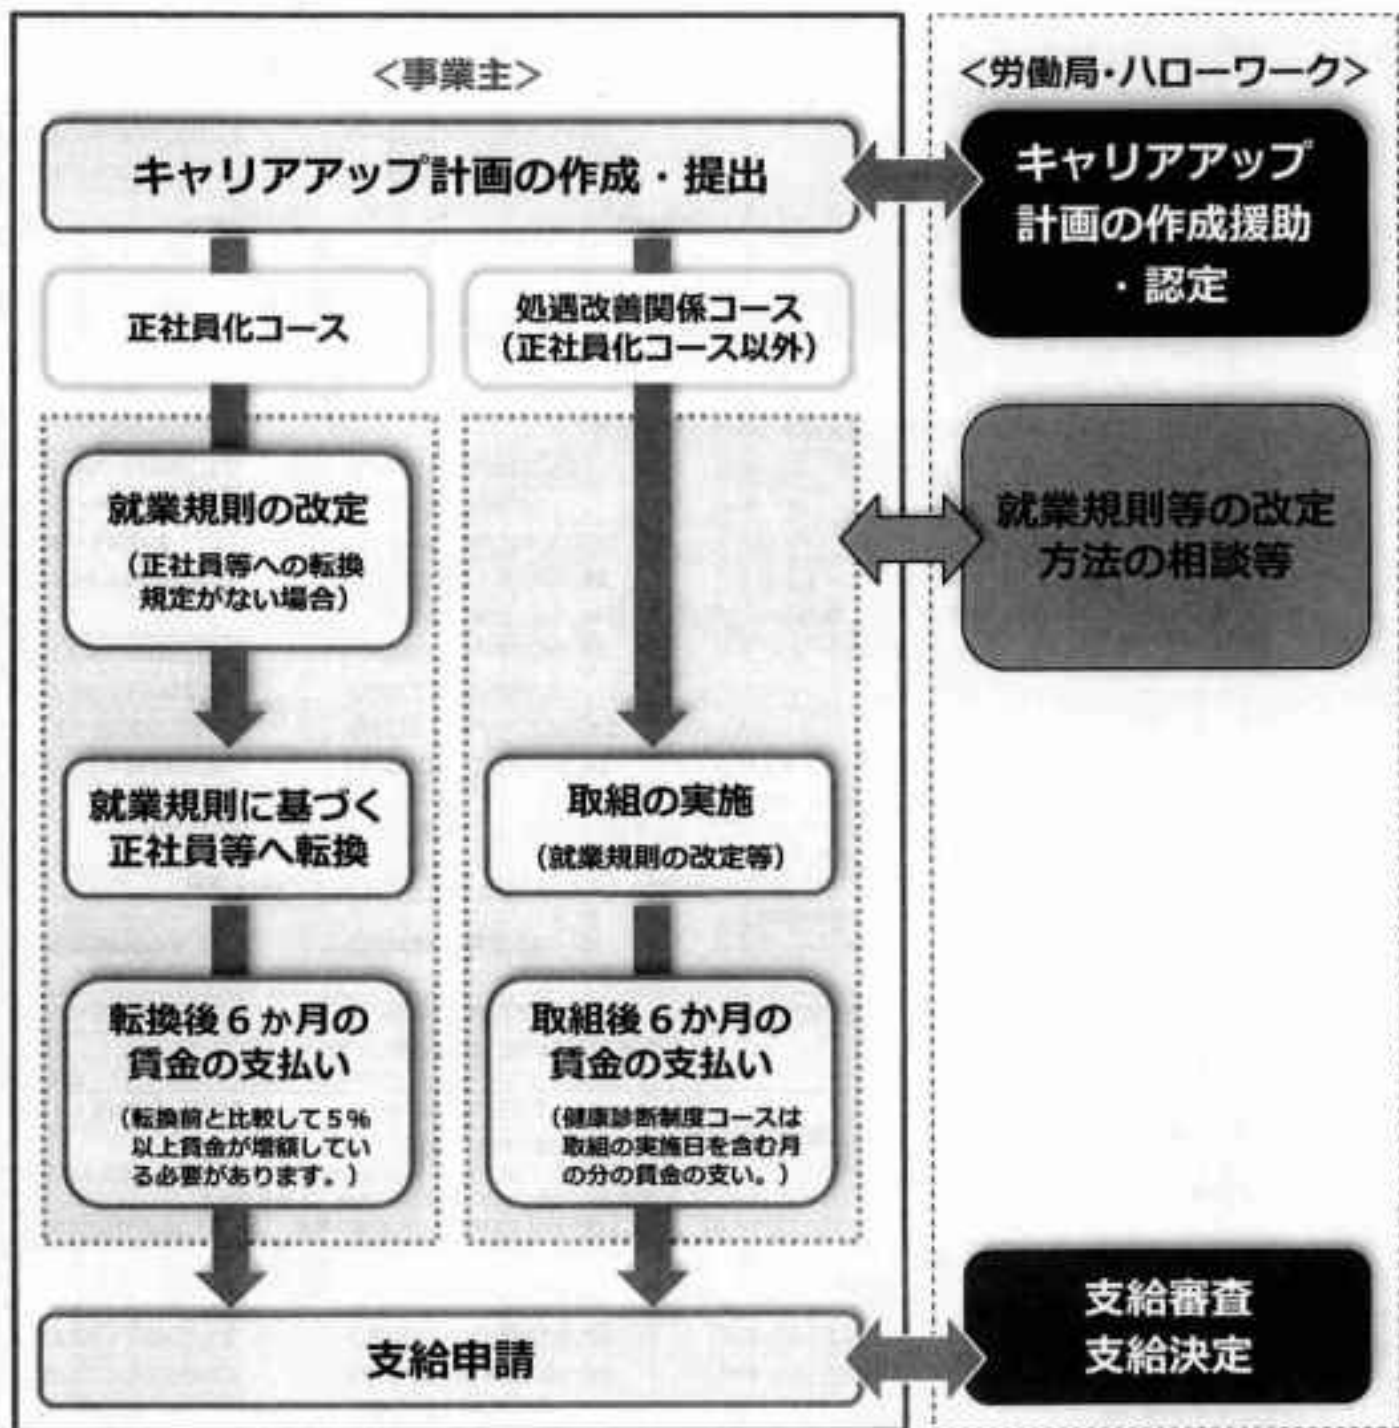 <事業主>
キャリアアップ計画の作成・提出
正社員化コース
処遇改善関係コース
(正社員化コース以外)
就業規則の改定
(正社員等への転換
規定がない場合)
就業規則に基づく
正社員等へ転換
転換後6か月の
賃金の支払い
(転換前と比較して5%
以上賃金が増額してい
る必要があります。)
取組の実施
(就業規則の改定等)
取組後6か月の
賃金の支払い
(健康診断制度コースは
取組の実施日を含む月
の分の賃金の支い。)
支給申請
<労働局・ハローワーク>
キャリアアップ
計画の作成援助
・認定
就業規則等の改定
方法の相談等
支給審査
支給決定